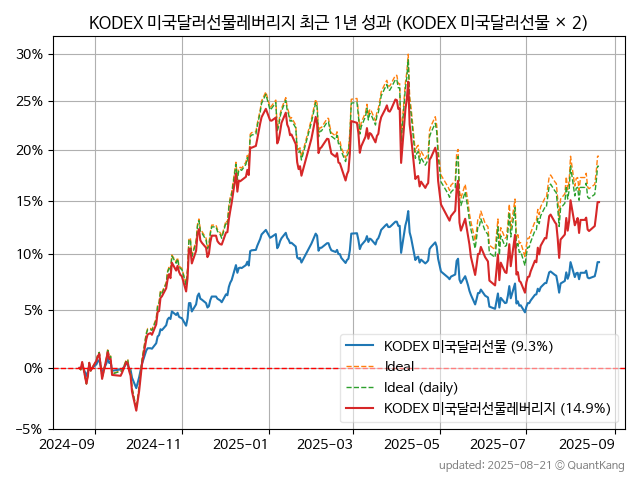 KODEX 미국달러선물레버리지 최근 1년 성과 (KODEX 미국달러선물 × 2)
30%
25%
20%
15%
10%
5%
0%
−5%
KODEX 미국달러선물 (9.3%)
Ideal
Ideal (daily)
KODEX 미국달러선물레버리지 (14.9%)
2024-09 2024-11 2025-01 2025-03 2025-05 2025-07 2025-09
updated: 2025-08-21 © QuantKang